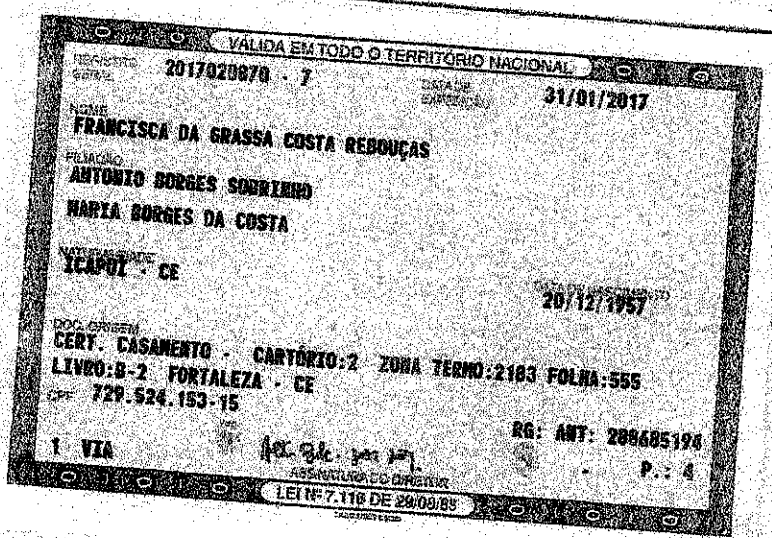 VÁLIDA EM TODO O TERRITÓRIO NACIONAL
REGISTRO GERAL 2017020870 - 7 DATA DE EXPEDIÇÃO 31/01/2017
NOME
FRANCISCA DA GRASSA COSTA REBOUÇAS
FILIAÇÃO
ANTONIO BORGES SOBRINHO
MARIA BORGES DA COSTA
NATURALIDADE DATA DE NASCIMENTO
ICAPUÍ - CE 20/12/1957
DOC. ORIGEM
CERT. CASAMENTO - CARTÓRIO:2 ZONA TERMO:2183 FOLHA:555
LIVRO:B-2 FORTALEZA - CE
CPF 729.524.153-15
RG: ANT: 288685194
1 VIA - P.: 4
ASSINATURA DO DIRETOR
LEI Nº 7.116 DE 29/08/83